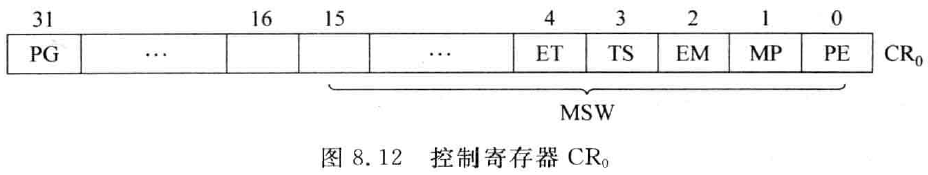 31 16 15 4 3 2 1 0
PG … … ET TS EM MP PE CR₀
MSW
图 8.12 控制寄存器 CR₀